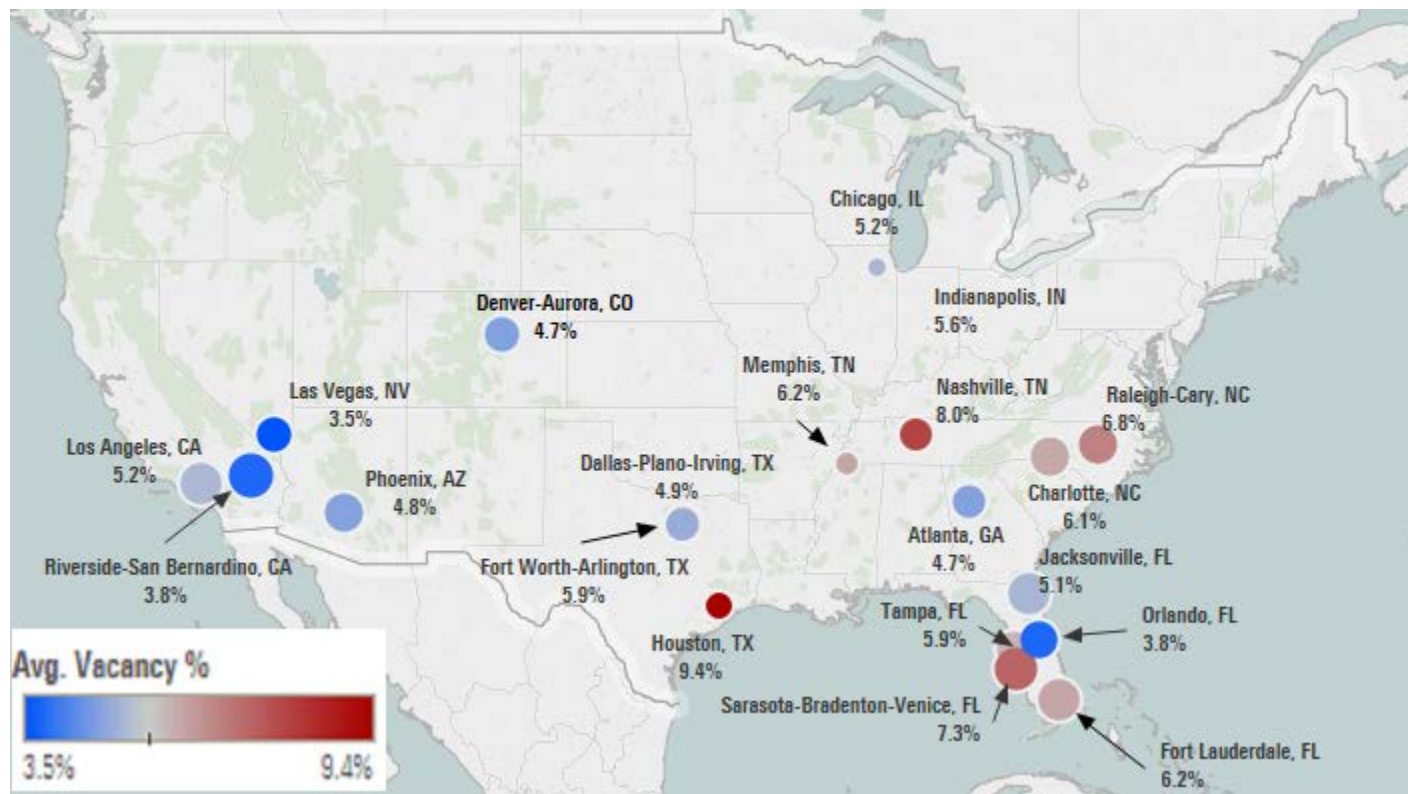 Chicago, IL
5.2%
Denver-Aurora, CO
4.7%
Indianapolis, IN
5.6%
Memphis, TN
6.2%
Nashville, TN
8.0%
Raleigh-Cary, NC
6.8%
Las Vegas, NV
3.5%
Los Angeles, CA
5.2%
Phoenix, AZ
4.8%
Dallas-Plano-Irving, TX
4.9%
Charlotte, NC
6.1%
Atlanta, GA
4.7%
Riverside-San Bernardino, CA
3.8%
Fort Worth-Arlington, TX
5.9%
Jacksonville, FL
5.1%
Tampa, FL
5.9%
Orlando, FL
3.8%
Houston, TX
9.4%
Sarasota-Bradenton-Venice, FL
7.3%
Fort Lauderdale, FL
6.2%
Avg. Vacancy %
3.5%
9.4%